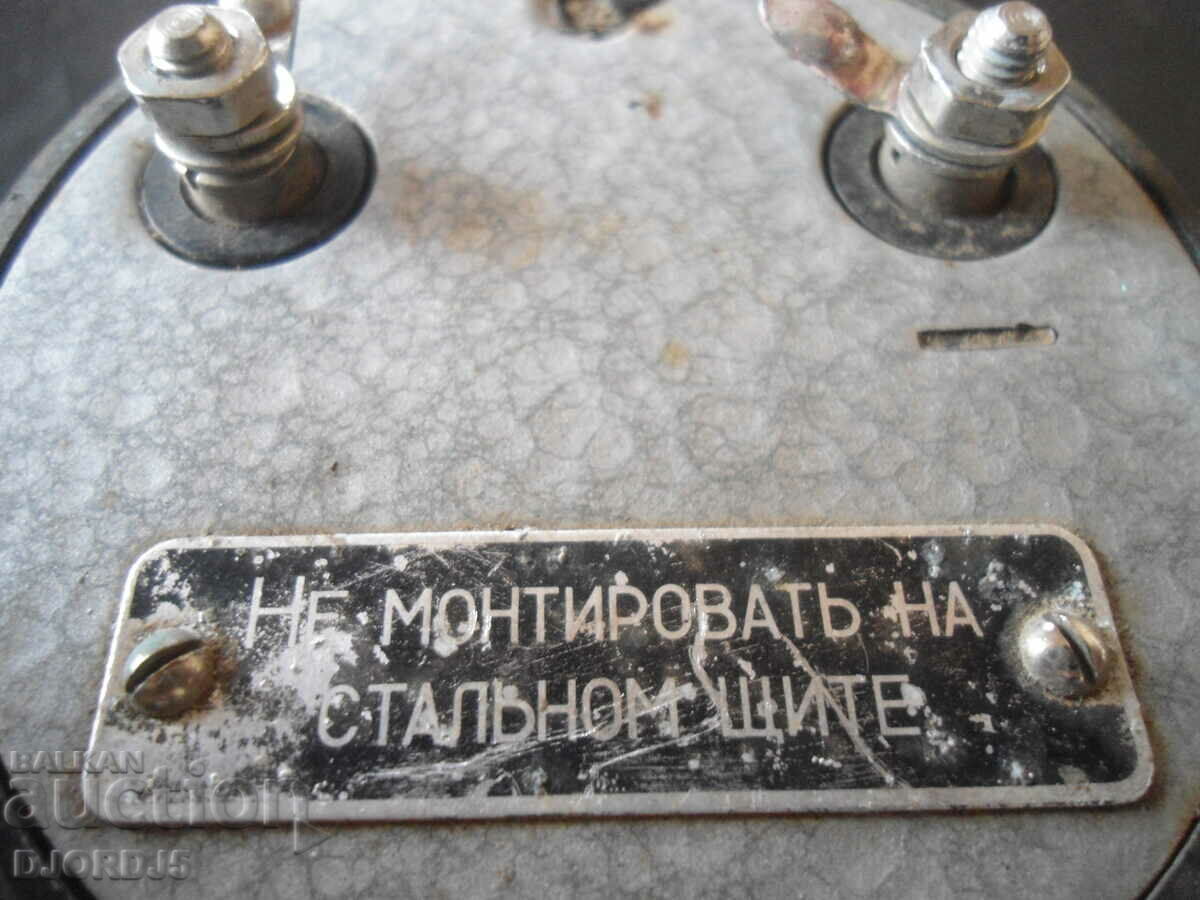 НЕ МОНТИРОВАТЬ НА
СТАЛЬНОМ ЩИТЕ
BALKAN
auction
DJORDJ5